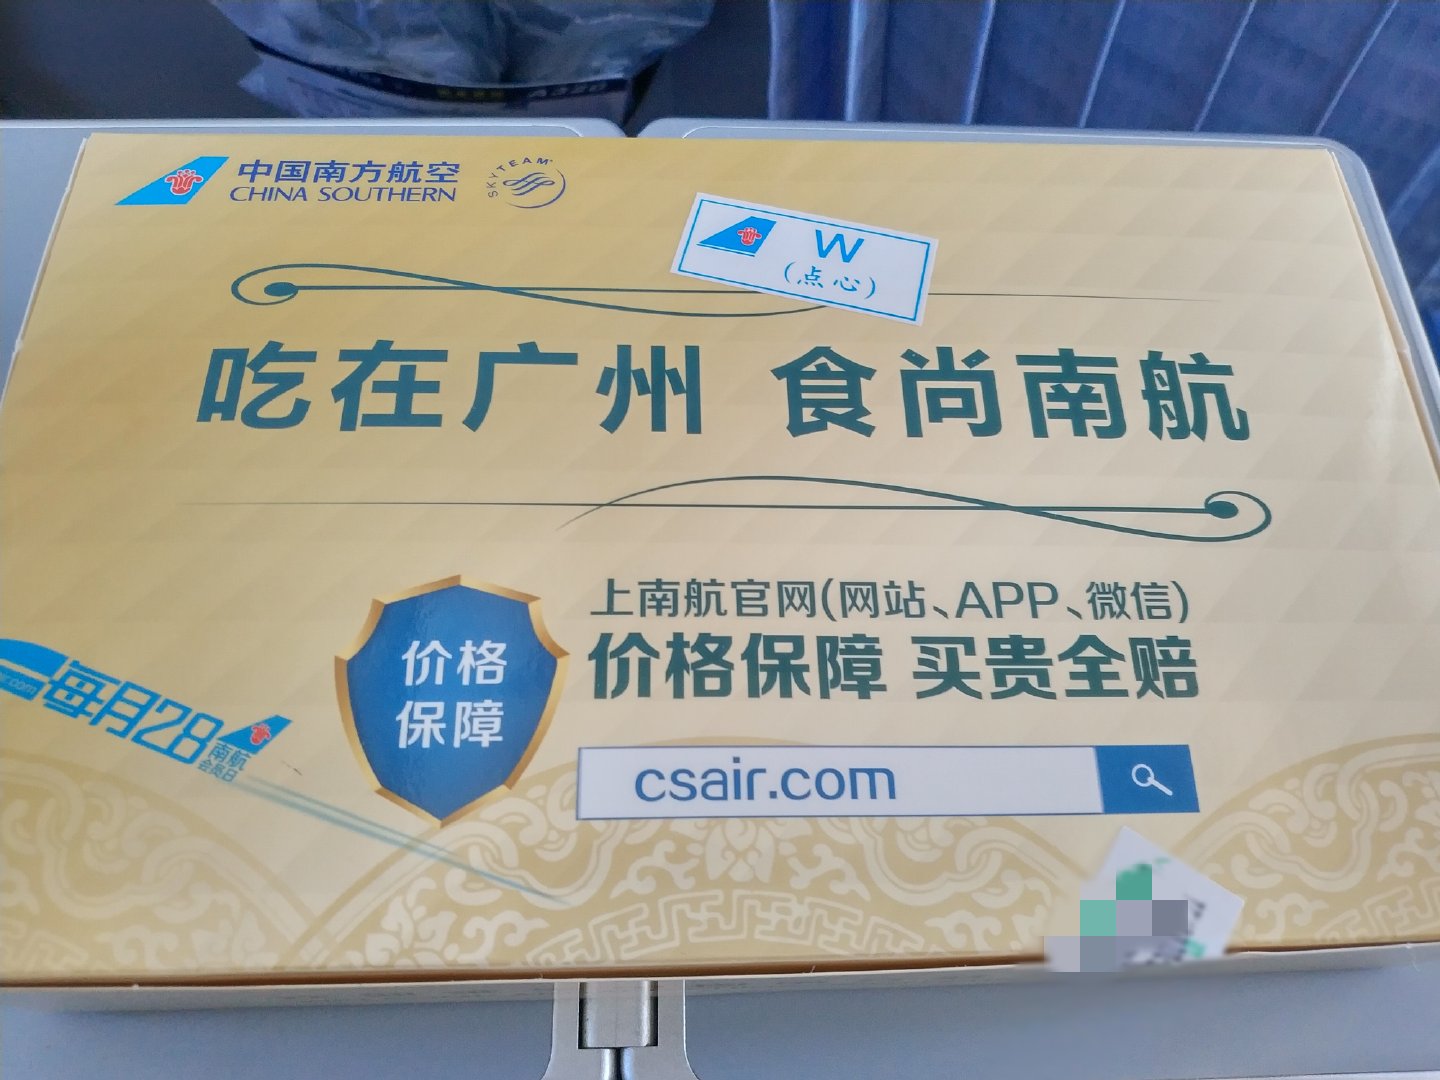 A320
中国南方航空
CHINA SOUTHERN
SKYTEAM
W
(点心)
吃在广州 食尚南航
上南航官网(网站、APP、微信)
价格保障 买贵全赔
价格
保障
csair.com
每月28
南航
会员日